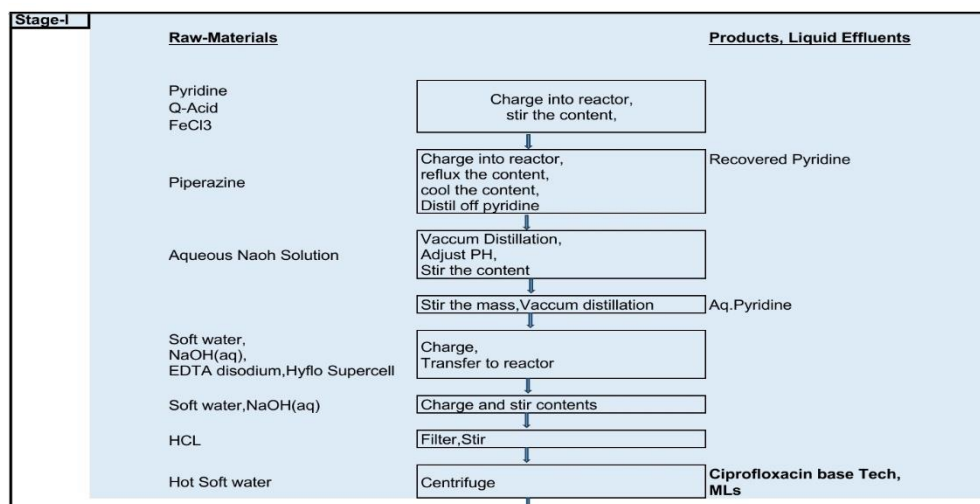 Stage-I
Raw-Materials
Products, Liquid Effluents
Pyridine
Q-Acid
FeCl3
Charge into reactor,
stir the content,
Piperazine
Charge into reactor,
reflux the content,
cool the content,
Distil off pyridine
Recovered Pyridine
Aqueous Naoh Solution
Vaccum Distillation,
Adjust PH,
Stir the content
Stir the mass,Vaccum distillation
Aq.Pyridine
Soft water,
NaOH(aq),
EDTA disodium,Hyflo Supercell
Charge,
Transfer to reactor
Soft water,NaOH(aq)
Charge and stir contents
HCL
Filter,Stir
Hot Soft water
Centrifuge
Ciprofloxacin base Tech,
MLs